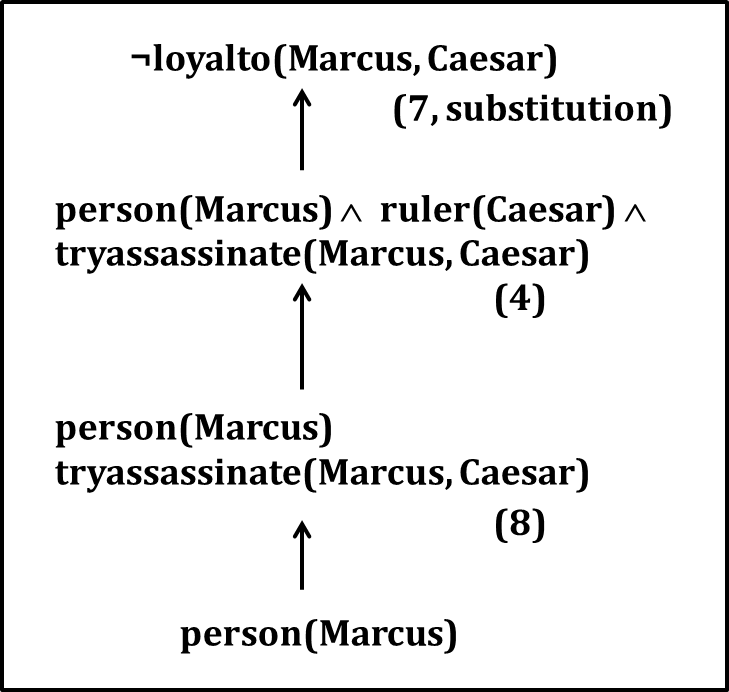 ¬loyalto(Marcus, Caesar)
(7, substitution)
person(Marcus) ∧ ruler(Caesar) ∧
tryassassinate(Marcus, Caesar)
(4)
person(Marcus)
tryassassinate(Marcus, Caesar)
(8)
person(Marcus)